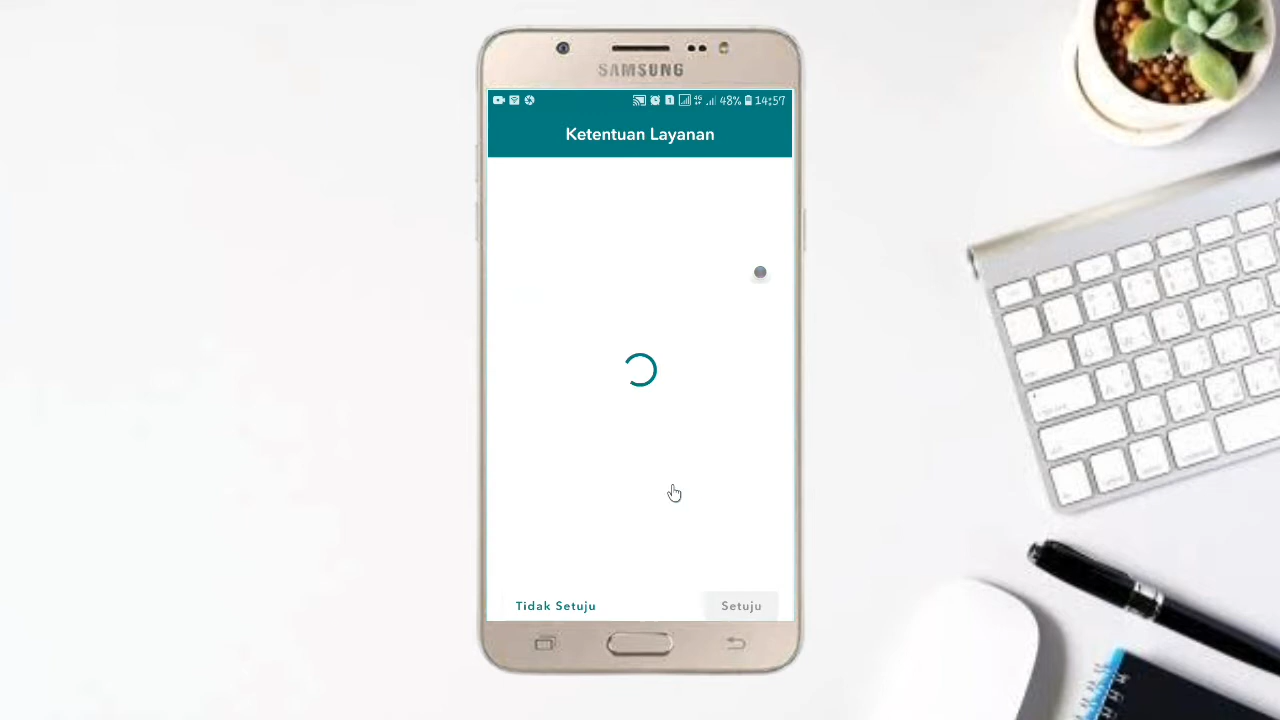 SAMSUNG
48% 14:57
Ketentuan Layanan
Tidak Setuju
Setuju